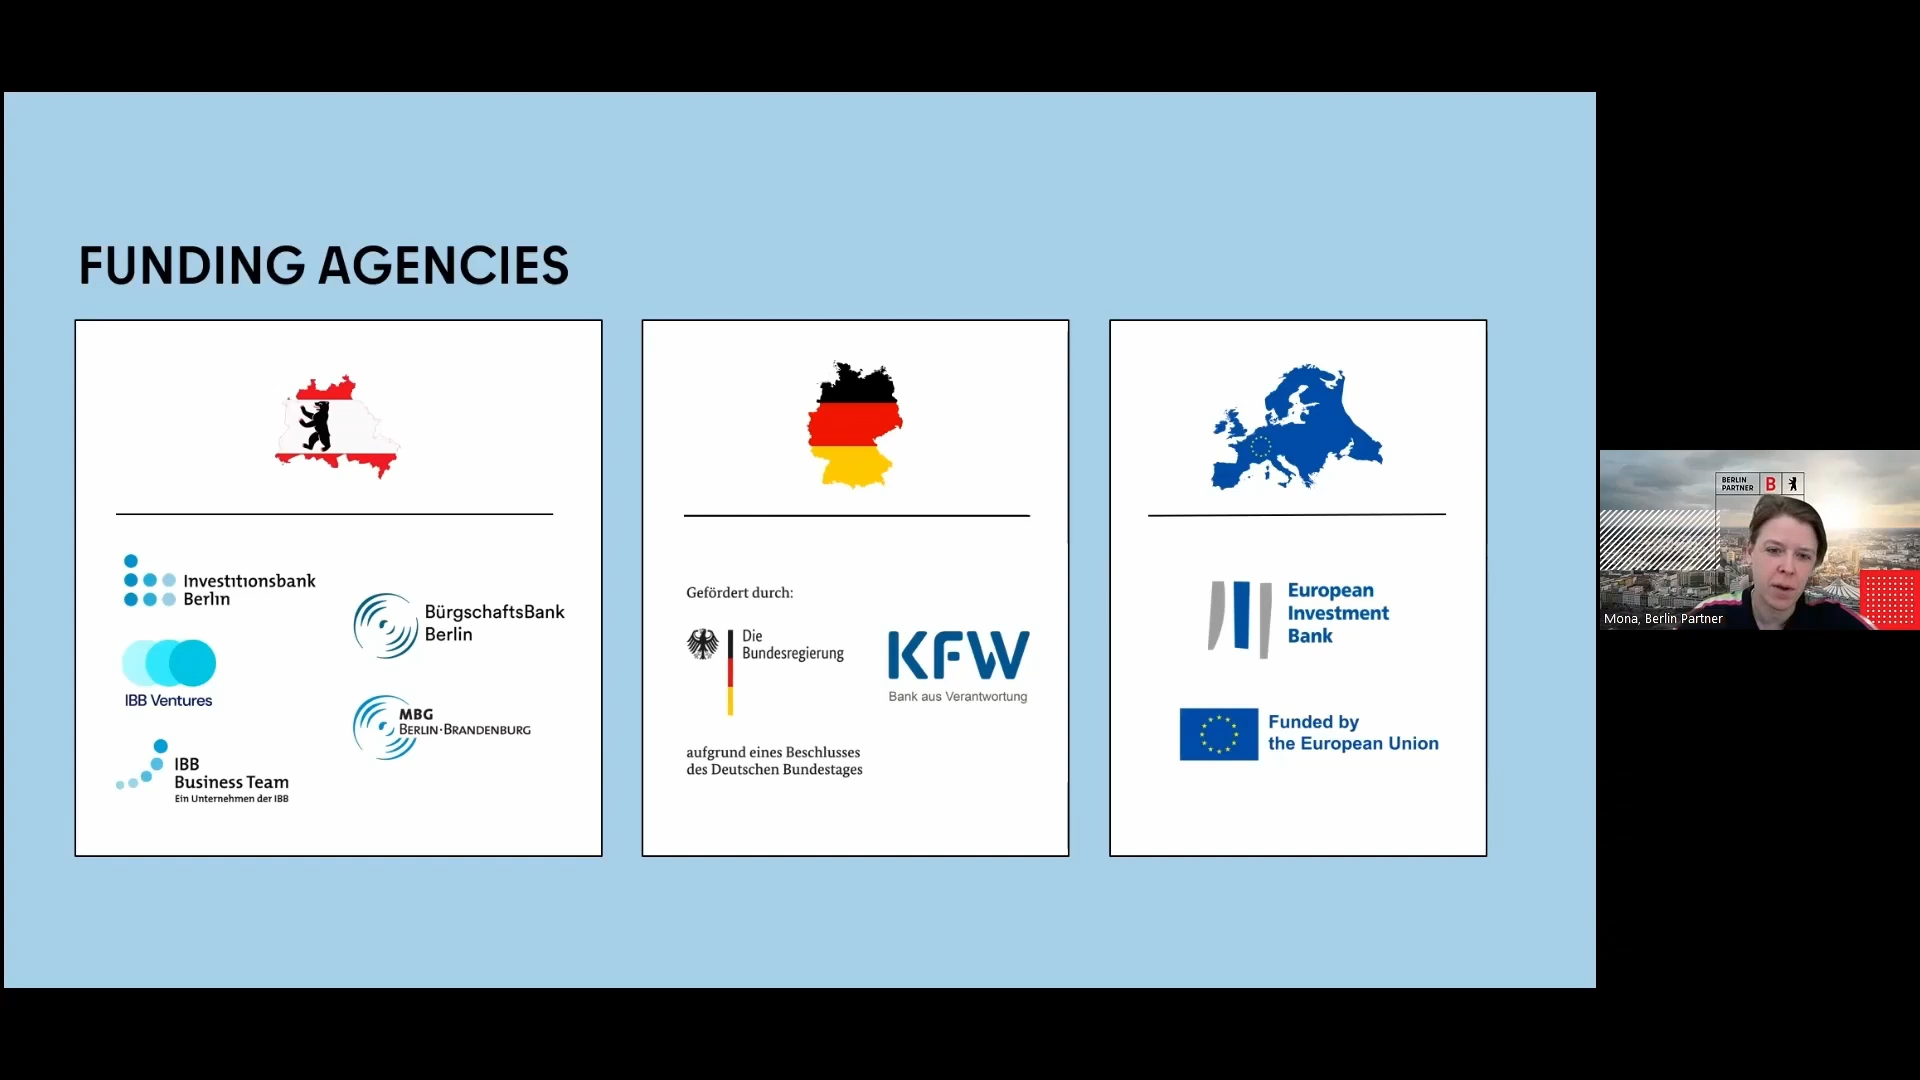 FUNDING AGENCIES
Investitionsbank
Berlin
BürgschaftsBank
Berlin
IBB Ventures
MBG
BERLIN·BRANDENBURG
IBB
Business Team
Ein Unternehmen der IBB
Gefördert durch:
Die
Bundesregierung
KFW
Bank aus Verantwortung
aufgrund eines Beschlusses
des Deutschen Bundestages
European
Investment
Bank
Funded by
the European Union
BERLIN
PARTNER
B
Mona, Berlin Partner